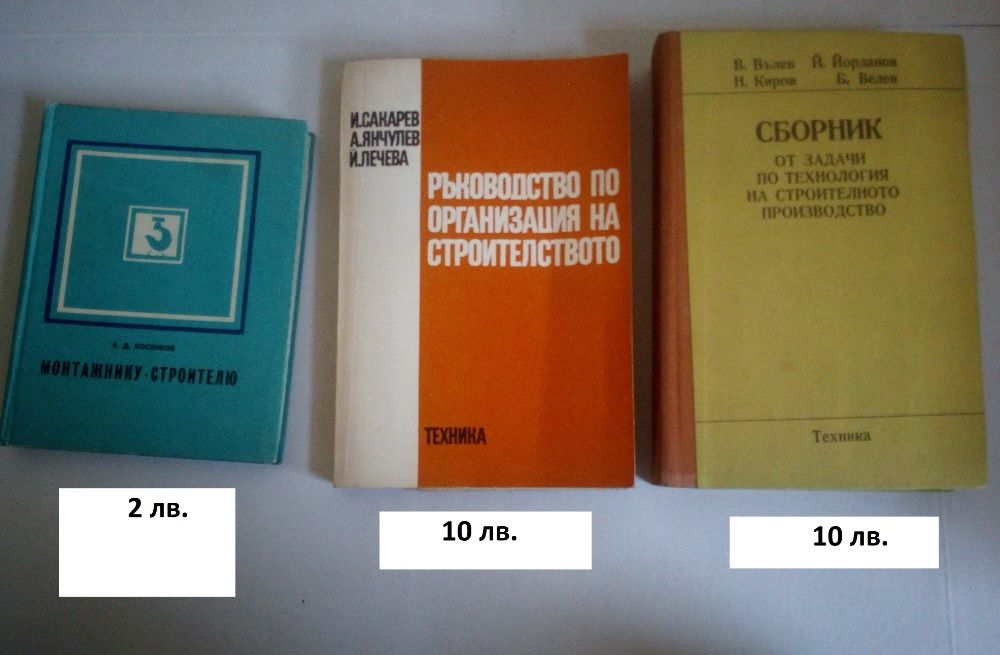 З
Б. Д. КОСЕНКОВ
МОНТАЖНИКУ-СТРОИТЕЛЮ
2 лв.
И.САКАРЕВ
А.ЯНЧУЛЕВ
Й.ЛЕЧЕВА
РЪКОВОДСТВО ПО
ОРГАНИЗАЦИЯ НА
СТРОИТЕЛСТВОТО
ТЕХНИКА
10 лв.
В. Вълев Й. Йорданов
Н. Киров Б. Велев
СБОРНИК
ОТ ЗАДАЧИ
ПО ТЕХНОЛОГИЯ
НА СТРОИТЕЛНОТО
ПРОИЗВОДСТВО
Техника
10 лв.